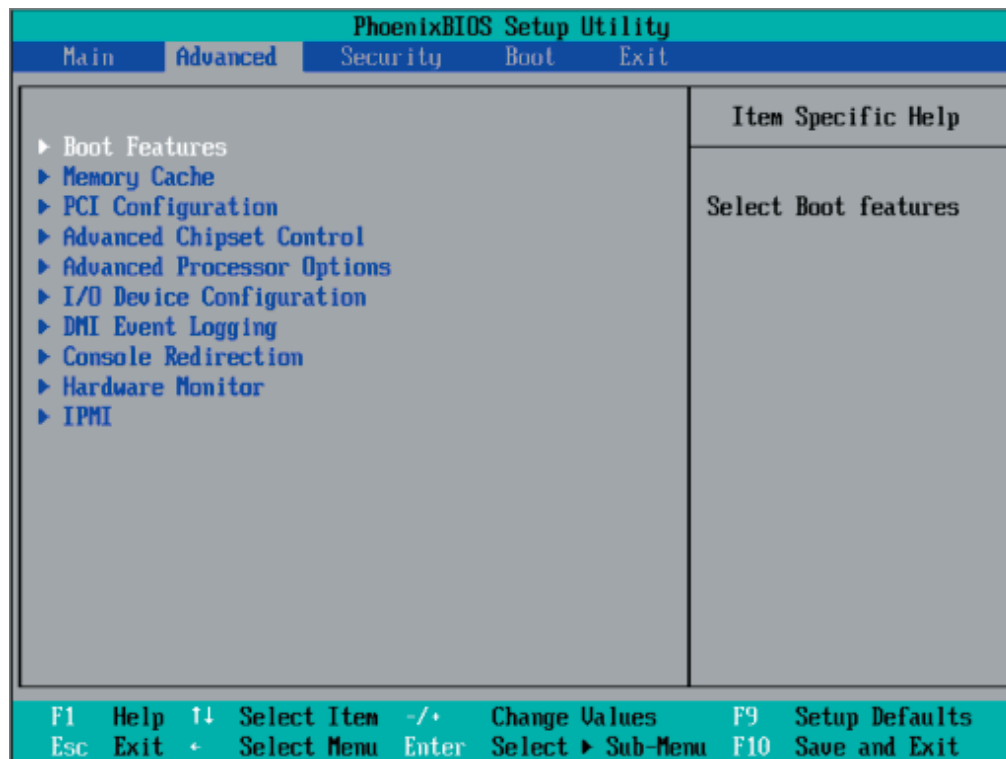 PhoenixBIOS Setup Utility
Main Advanced Security Boot Exit
Item Specific Help
▶ Boot Features
▶ Memory Cache
▶ PCI Configuration
▶ Advanced Chipset Control
▶ Advanced Processor Options
▶ I/O Device Configuration
▶ DMI Event Logging
▶ Console Redirection
▶ Hardware Monitor
▶ IPMI
Select Boot features
F1 Help ↑↓ Select Item -/+ Change Values F9 Setup Defaults
Esc Exit ← Select Menu Enter Select ▶ Sub-Menu F10 Save and Exit